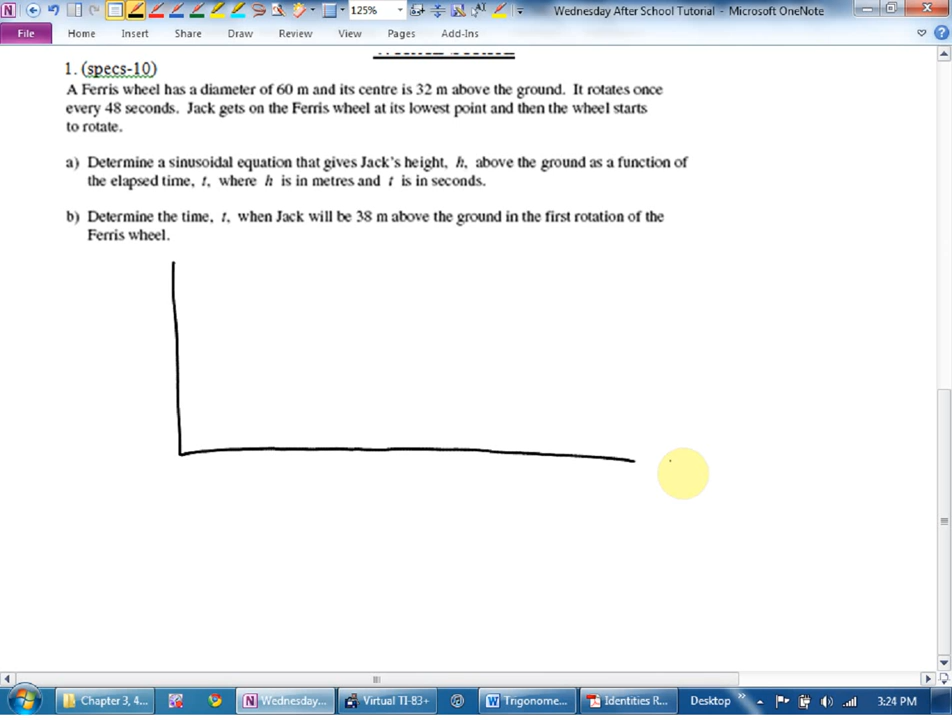 125%
Wednesday After School Tutorial - Microsoft OneNote
File Home Insert Share Draw Review View Pages Add-Ins
1. (specs-10)
A Ferris wheel has a diameter of 60 m and its centre is 32 m above the ground. It rotates once
every 48 seconds. Jack gets on the Ferris wheel at its lowest point and then the wheel starts
to rotate.
a) Determine a sinusoidal equation that gives Jack's height, h, above the ground as a function of
the elapsed time, t, where h is in metres and t is in seconds.
b) Determine the time, t, when Jack will be 38 m above the ground in the first rotation of the
Ferris wheel.
Chapter 3, 4... Wednesday... Virtual TI-83+ Trigonome... Identities R... Desktop 3:24 PM